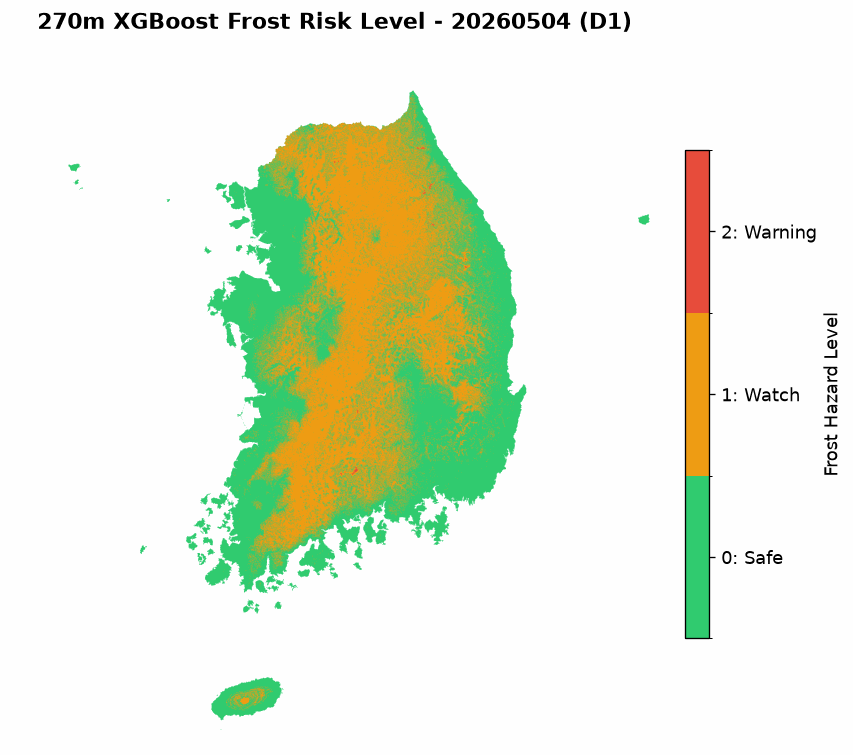 270m XGBoost Frost Risk Level - 20260504 (D1)
2: Warning
1: Watch
0: Safe
Frost Hazard Level